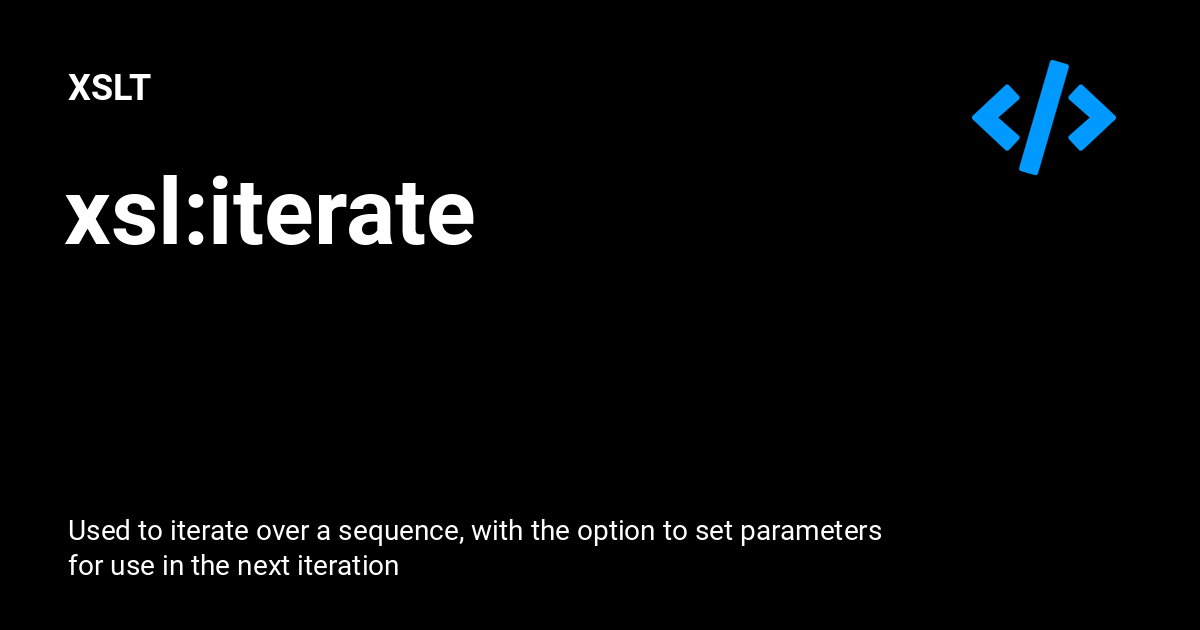 XSLT
xsl:iterate
Used to iterate over a sequence, with the option to set parameters
for use in the next iteration